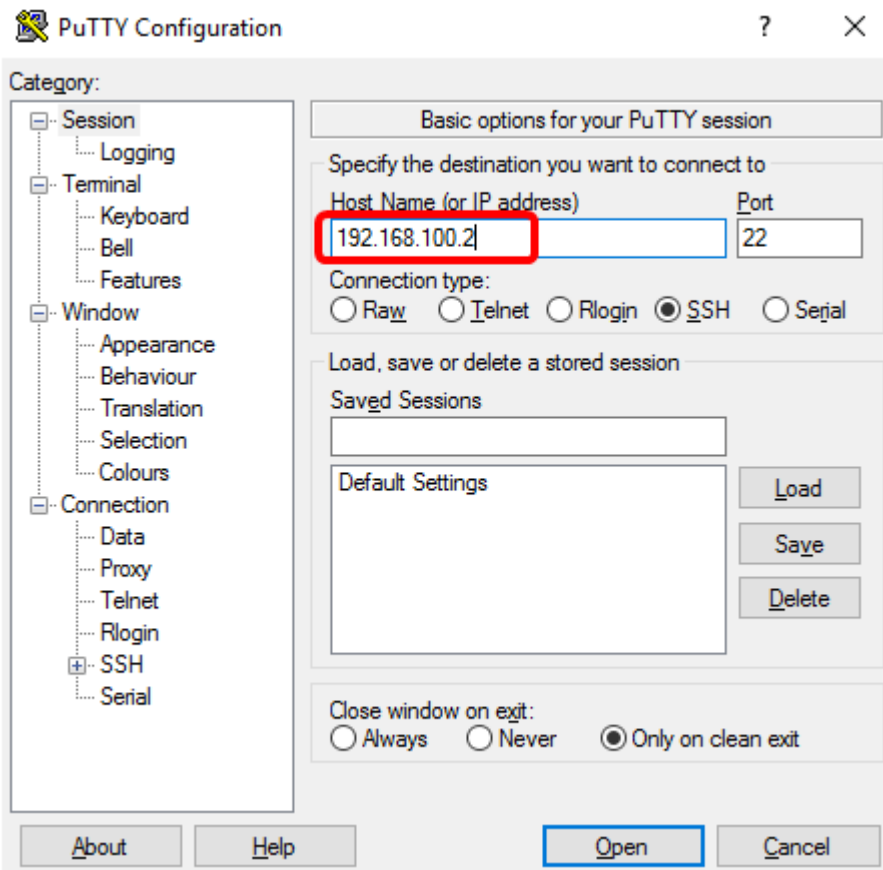 PuTTY Configuration
?
Category:
Session
Logging
Terminal
Keyboard
Bell
Features
Window
Appearance
Behaviour
Translation
Selection
Colours
Connection
Data
Proxy
Telnet
Rlogin
SSH
Serial
Basic options for your PuTTY session
Specify the destination you want to connect to
Host Name (or IP address) Port
192.168.100.2 22
Connection type:
Raw Telnet Rlogin SSH Serial
Load, save or delete a stored session
Saved Sessions
Default Settings
Load
Save
Delete
Close window on exit:
Always Never Only on clean exit
About Help Open Cancel